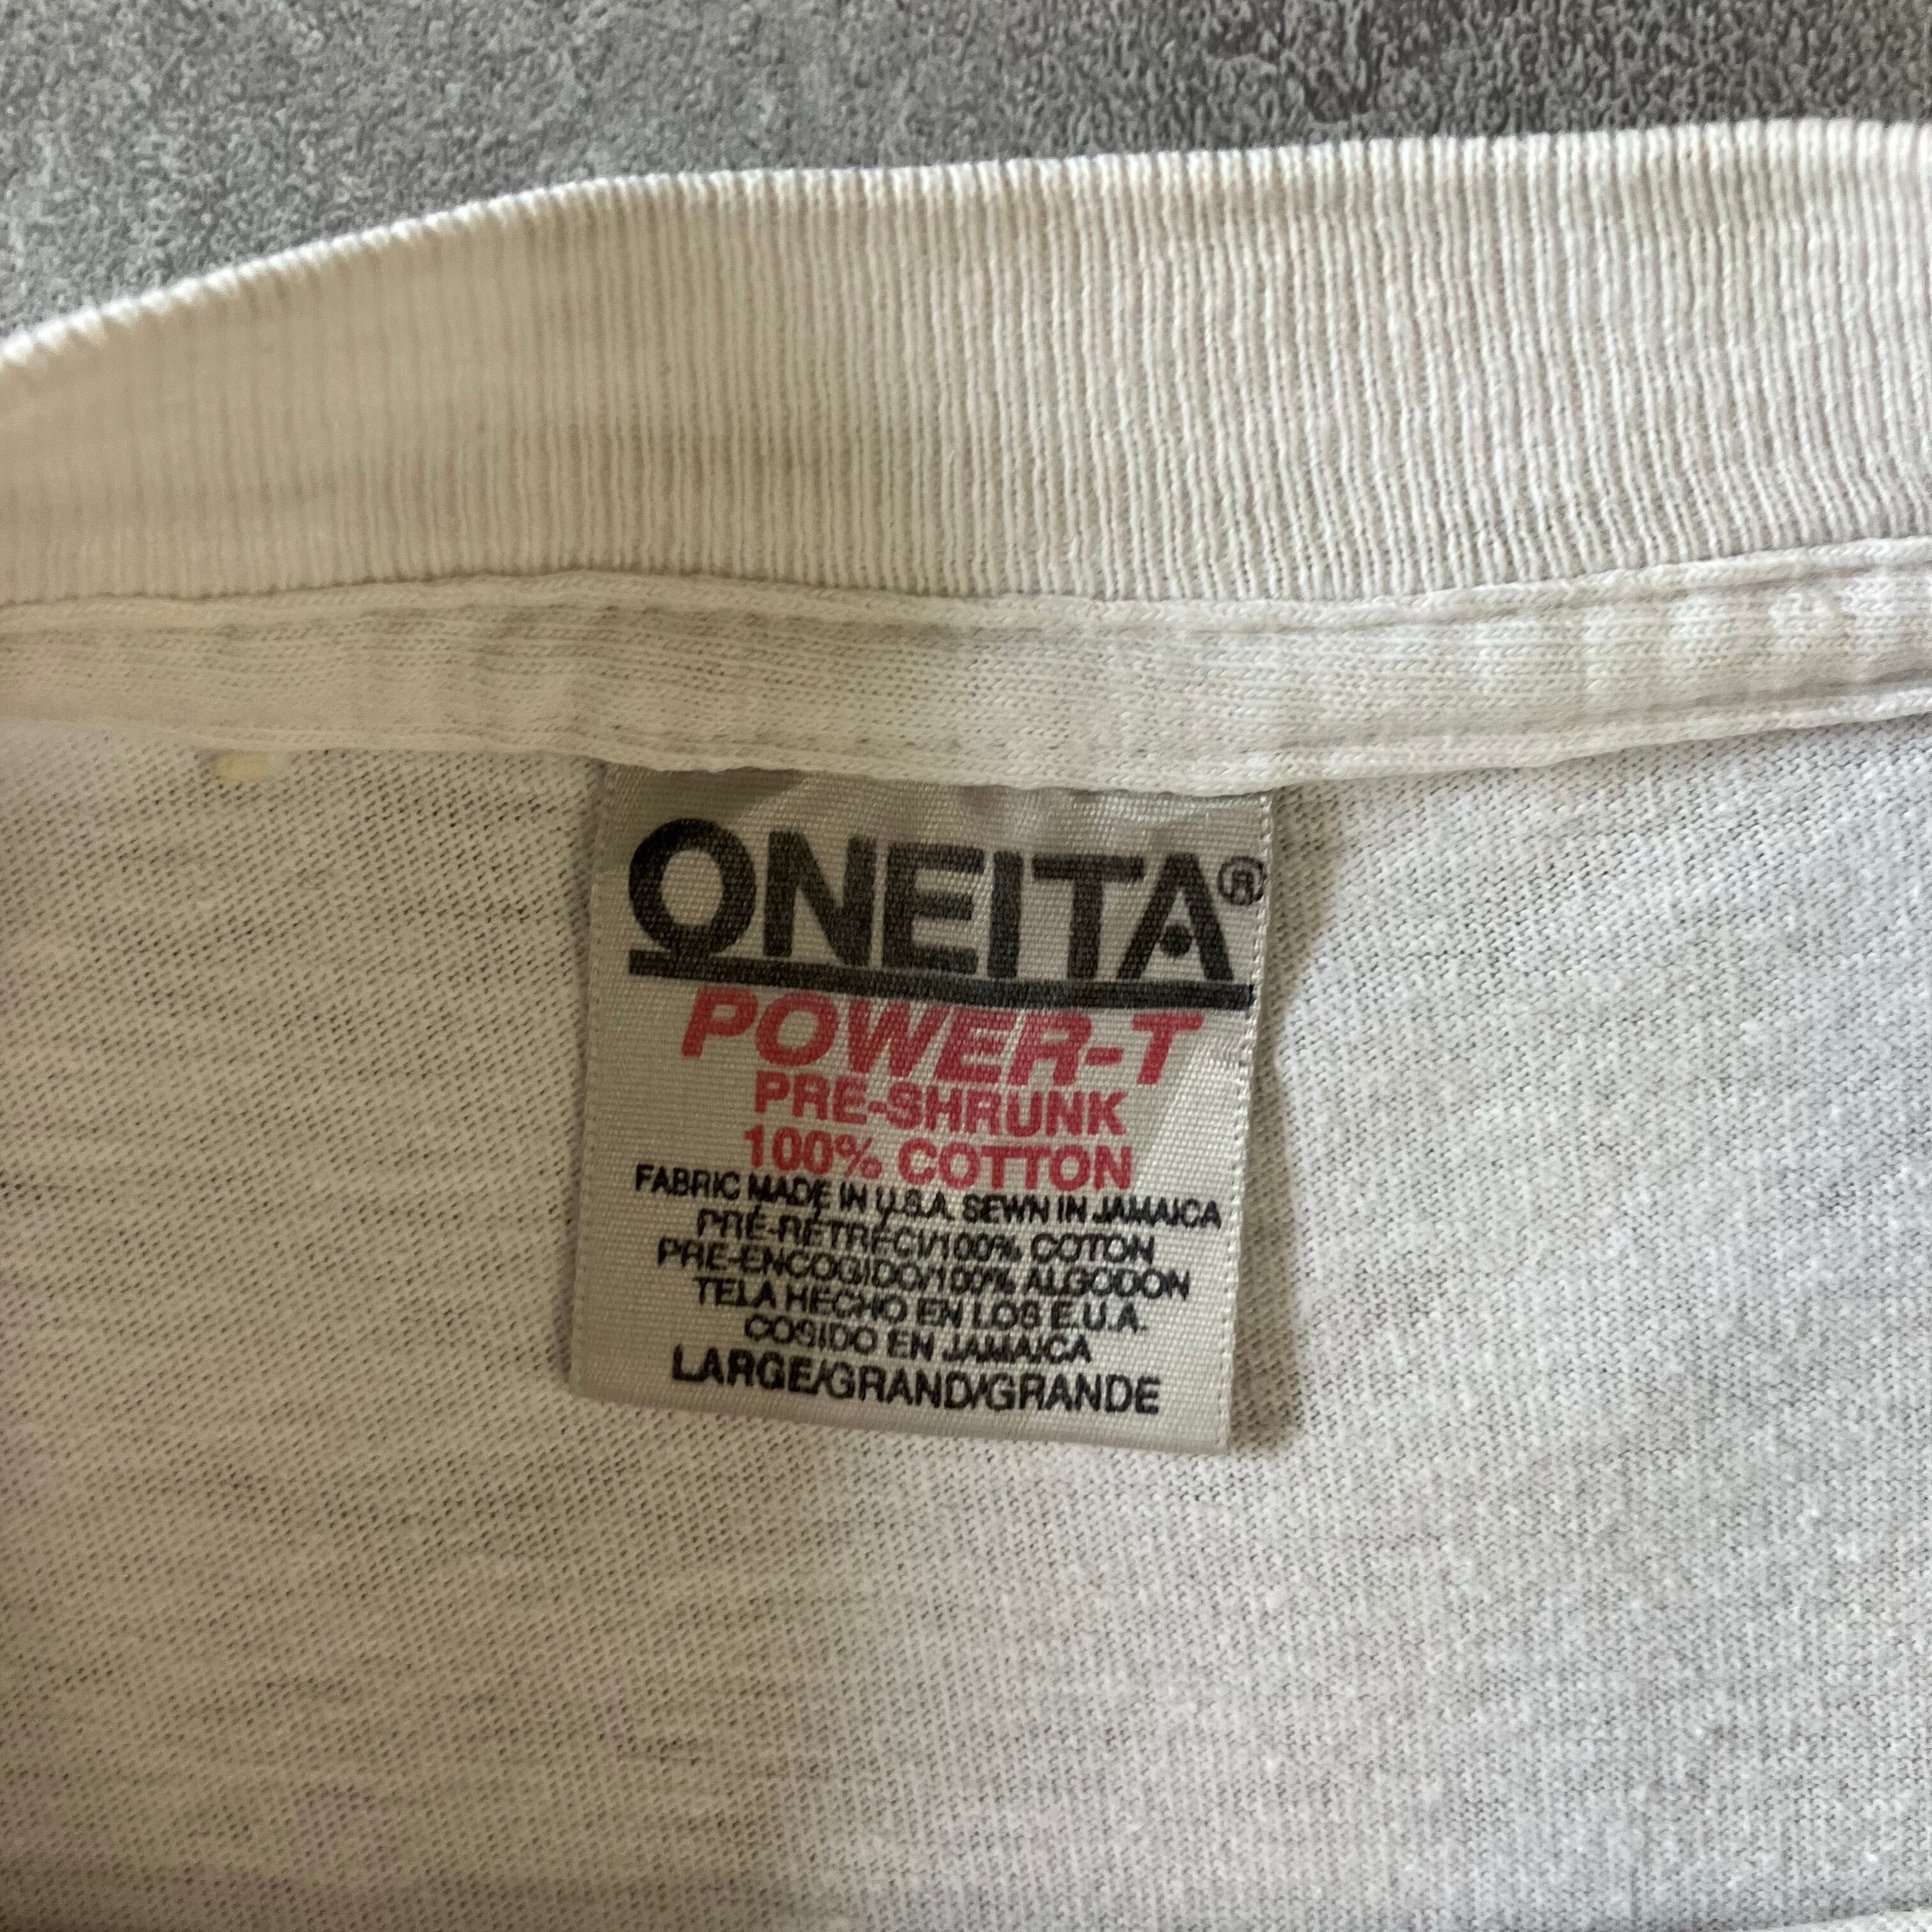 ONEITA®
POWER-T
PRE-SHRUNK
100% COTTON
FABRIC MADE IN U.S.A. SEWN IN JAMAICA
PRÉ-RÉTRÉCI/100% COTON
PRE-ENCOGIDO/100% ALGODON
TELA HECHO EN LOS E.U.A.
COSIDO EN JAMAICA
LARGE/GRAND/GRANDE